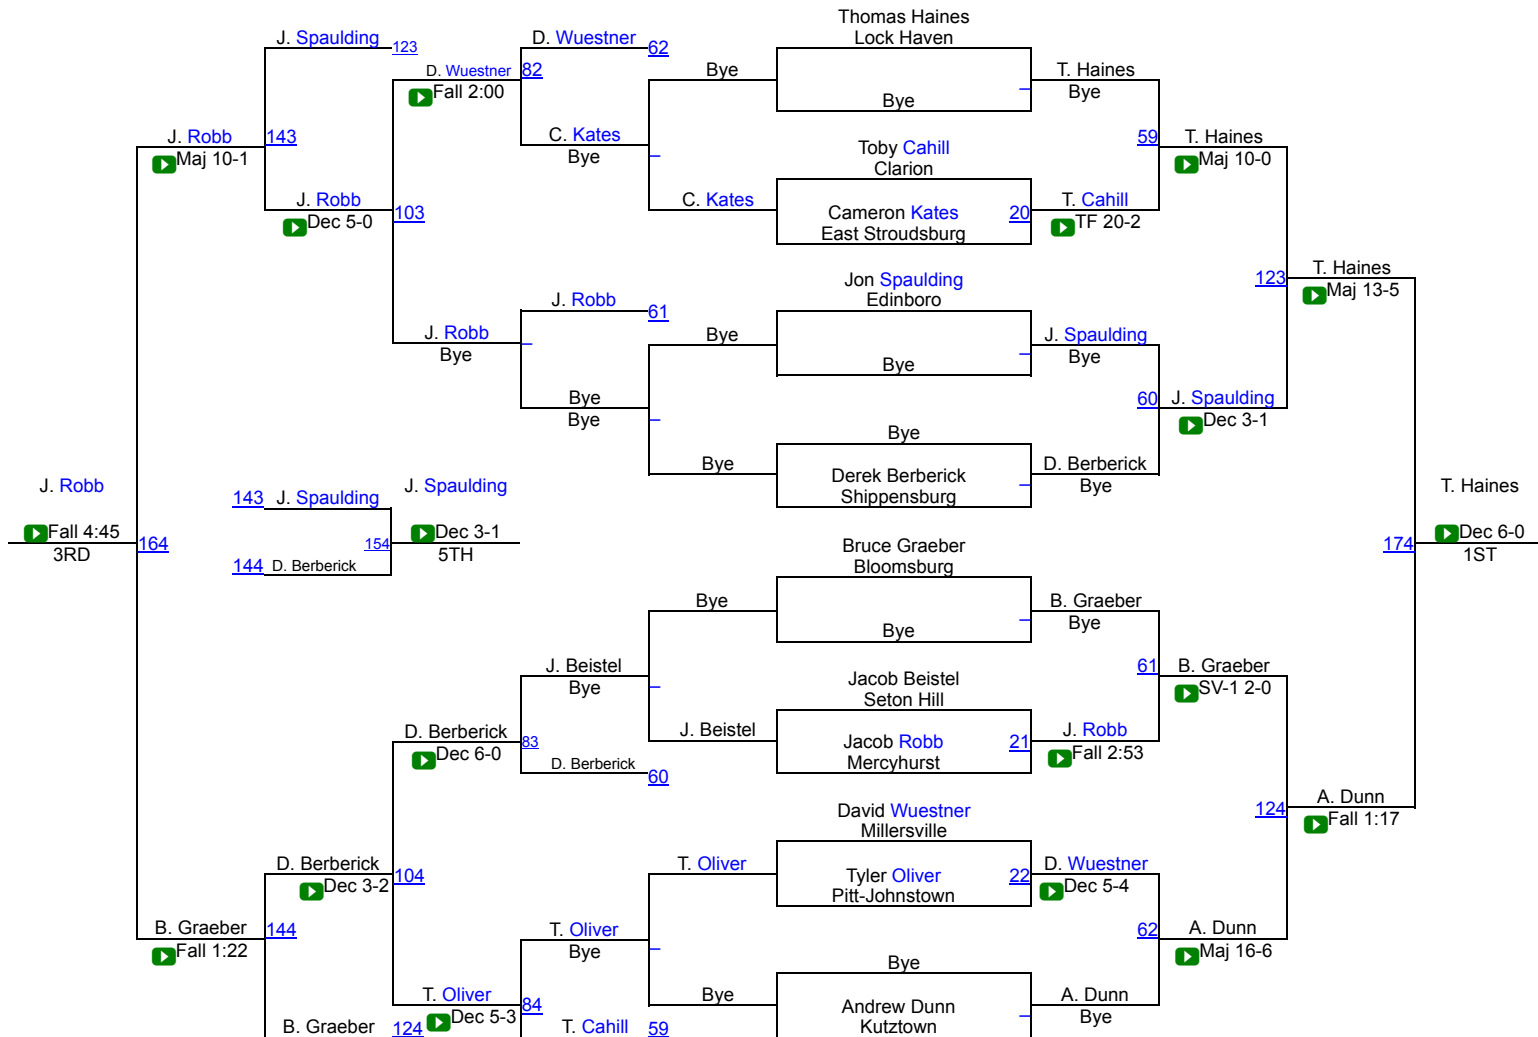 Thomas Haines
Lock Haven
J. Spaulding 123
D. Wuestner 62
D. Wuestner 82
Fall 2:00
Bye
Bye
T. Haines
Bye
J. Robb 143
Maj 10-1
C. Kates
Bye
59 T. Haines
Maj 10-0
Toby Cahill
Clarion
J. Robb 103
Dec 5-0
C. Kates
Cameron Kates 20
East Stroudsburg
T. Cahill
TF 20-2
Jon Spaulding
Edinboro
123 T. Haines
Maj 13-5
J. Robb 61
J. Robb
Bye
Bye
Bye
J. Spaulding
Bye
Bye
Bye
60 J. Spaulding
Dec 3-1
Bye
Bye
Derek Berberick
Shippensburg
D. Berberick
Bye
J. Robb
Fall 4:45
3RD
164
143 J. Spaulding
144 D. Berberick
154
J. Spaulding
Dec 3-1
5TH
T. Haines
174
Dec 6-0
1ST
Bruce Graeber
Bloomsburg
Bye
Bye
B. Graeber
Bye
J. Beistel
Bye
61 B. Graeber
SV-1 2-0
Jacob Beistel
Seton Hill
D. Berberick 83
Dec 6-0
J. Beistel
Jacob Robb 21
Mercyhurst
J. Robb
Fall 2:53
D. Berberick 60
124 A. Dunn
Fall 1:17
David Wuestner
Millersville
D. Berberick 104
Dec 3-2
T. Oliver
Tyler Oliver 22
Pitt-Johnstown
D. Wuestner
Dec 5-4
B. Graeber 144
Fall 1:22
T. Oliver
Bye
62 A. Dunn
Maj 16-6
Bye
T. Oliver 84
Dec 5-3
Bye
Andrew Dunn
Kutztown
A. Dunn
Bye
B. Graeber 124
T. Cahill 59